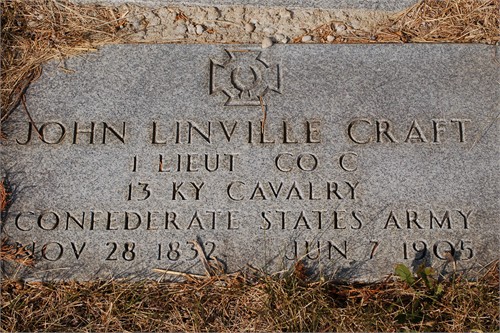 JOHN LINVILLE CRAFT
1 LIEUT CO C
13 KY CAVALRY
CONFEDERATE STATES ARMY
NOV 28 1832 JUN 7 1905